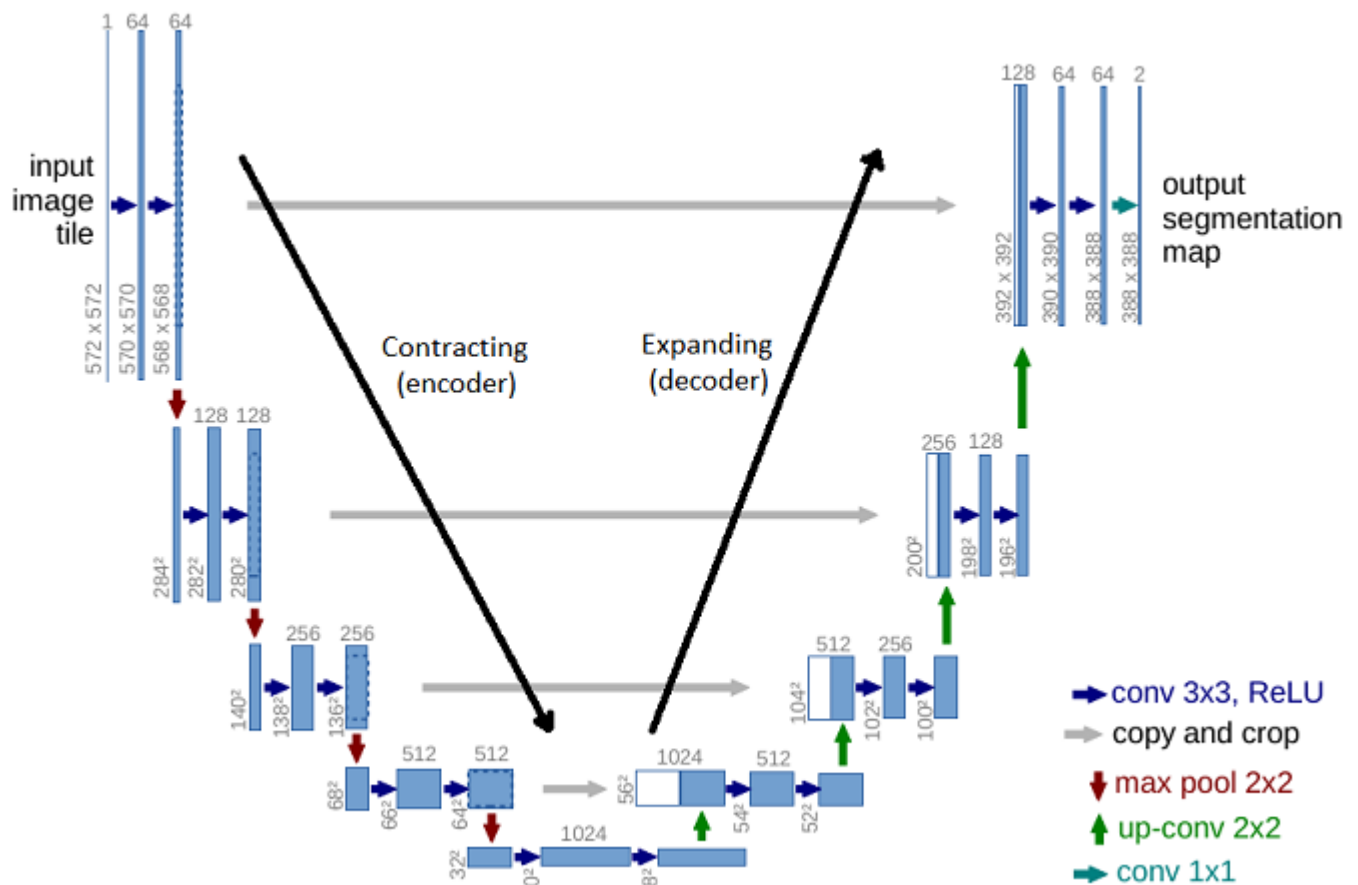 1 64 64
input
image
tile
572 x 572
570 x 570
568 x 568
128 64 64 2
output
segmentation
map
392 x 392
390 x 390
388 x 388
388 x 388
Contracting
(encoder)
Expanding
(decoder)
128 128
284²
282²
280²
256 128
200²
198²
196²
256 256
140²
138²
136²
512 256
104²
102²
100²
512 512
68²
66²
64²
1024 512
56²
54²
52²
1024
32²
conv 3x3, ReLU
copy and crop
max pool 2x2
up-conv 2x2
conv 1x1